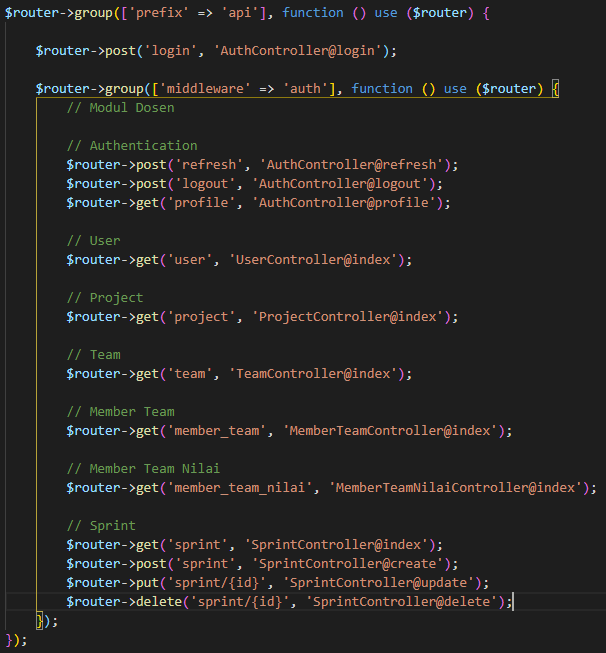 $router->group(['prefix' => 'api'], function () use ($router) {
$router->post('login', 'AuthController@login');
$router->group(['middleware' => 'auth'], function () use ($router) {
// Modul Dosen
// Authentication
$router->post('refresh', 'AuthController@refresh');
$router->post('logout', 'AuthController@logout');
$router->get('profile', 'AuthController@profile');
// User
$router->get('user', 'UserController@index');
// Project
$router->get('project', 'ProjectController@index');
// Team
$router->get('team', 'TeamController@index');
// Member Team
$router->get('member_team', 'MemberTeamController@index');
// Member Team Nilai
$router->get('member_team_nilai', 'MemberTeamNilaiController@index');
// Sprint
$router->get('sprint', 'SprintController@index');
$router->post('sprint', 'SprintController@create');
$router->put('sprint/{id}', 'SprintController@update');
$router->delete('sprint/{id}', 'SprintController@delete');
});
});